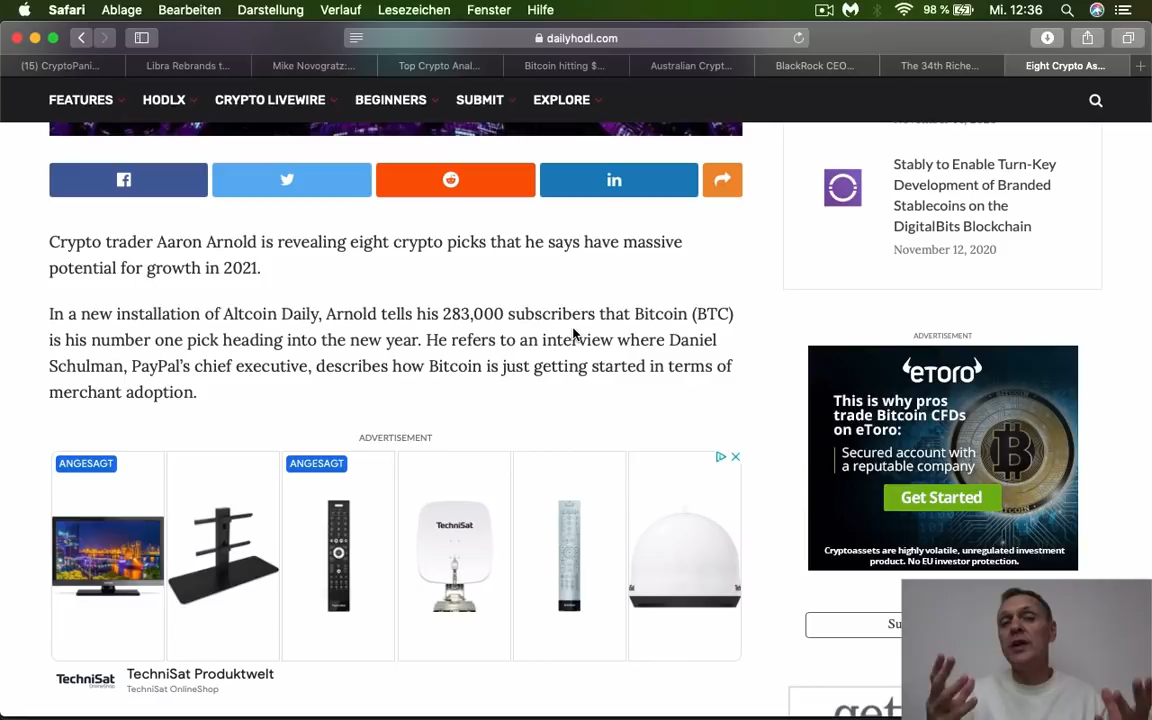 Safari Ablage Bearbeiten Darstellung Verlauf Lesezeichen Fenster Hilfe 98 % Mi. 12:36
dailyhodl.com
(15) CryptoPani... Libra Rebrands t... Mike Novogratz:... Top Crypto Anal... Bitcoin hitting $... Australian Crypt... BlackRock CEO... The 34th Riche... Eight Crypto As...
FEATURES HODLX CRYPTO LIVEWIRE BEGINNERS SUBMIT EXPLORE
Crypto trader Aaron Arnold is revealing eight crypto picks that he says have massive
potential for growth in 2021.
In a new installation of Altcoin Daily, Arnold tells his 283,000 subscribers that Bitcoin (BTC)
is his number one pick heading into the new year. He refers to an interview where Daniel
Schulman, PayPal's chief executive, describes how Bitcoin is just getting started in terms of
merchant adoption.
ADVERTISEMENT
ANGESAGT
ANGESAGT
TechniSat
TechniSat
TechniSat Produktwelt
TechniSat OnlineShop
Stably to Enable Turn-Key
Development of Branded
Stablecoins on the
DigitalBits Blockchain
November 12, 2020
ADVERTISEMENT
eToro
This is why pros
trade Bitcoin CFDs
on eToro:
Secured account with
a reputable company
Get Started
Cryptoassets are highly volatile, unregulated investment
product. No EU investor protection.
Su
get